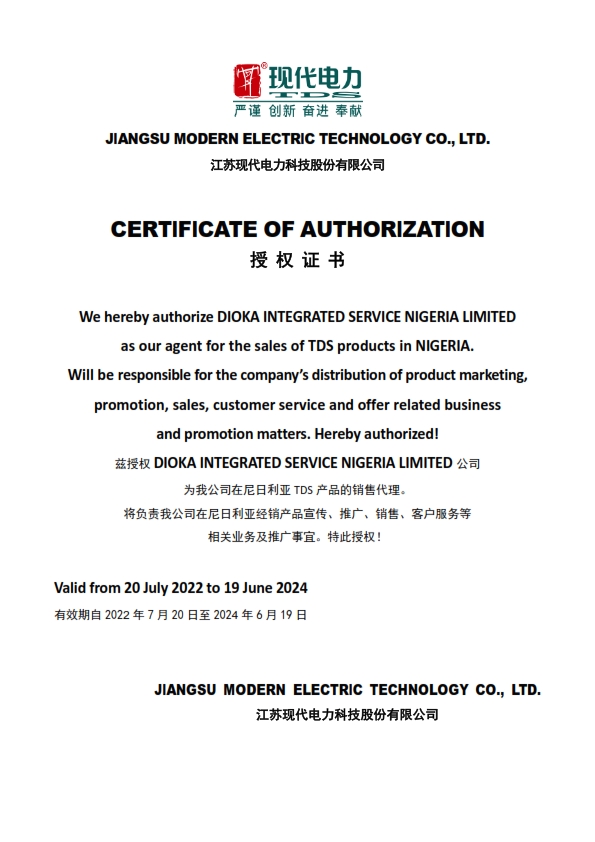 现代电力
TDS
严谨 创新 奋进 奉献
JIANGSU MODERN ELECTRIC TECHNOLOGY CO., LTD.
江苏现代电力科技股份有限公司
CERTIFICATE OF AUTHORIZATION
授 权 证 书
We hereby authorize DIOKA INTEGRATED SERVICE NIGERIA LIMITED
as our agent for the sales of TDS products in NIGERIA.
Will be responsible for the company’s distribution of product marketing,
promotion, sales, customer service and offer related business
and promotion matters. Hereby authorized!
兹授权 DIOKA INTEGRATED SERVICE NIGERIA LIMITED 公司
为我公司在尼日利亚 TDS 产品的销售代理。
将负责我公司在尼日利亚经销产品宣传、推广、销售、客户服务等
相关业务及推广事宜。特此授权！
Valid from 20 July 2022 to 19 June 2024
有效期自 2022 年 7 月 20 日至 2024 年 6 月 19 日
JIANGSU MODERN ELECTRIC TECHNOLOGY CO., LTD.
江苏现代电力科技股份有限公司